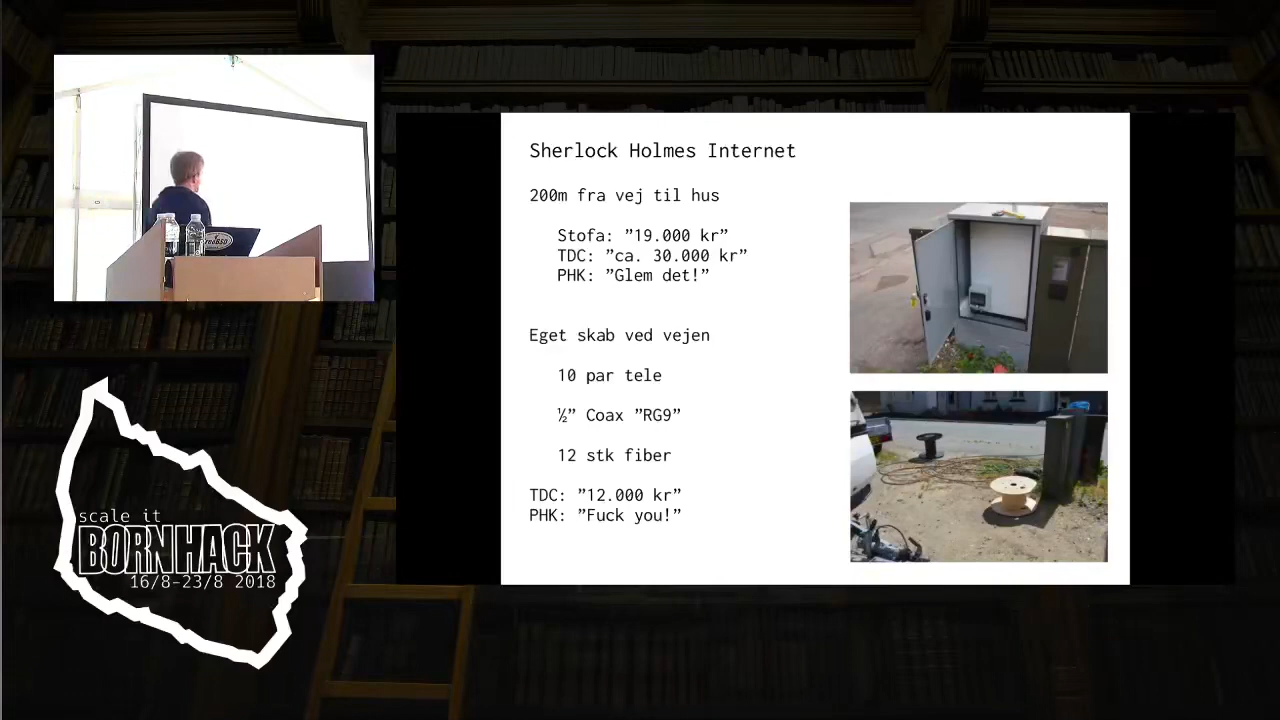 Sherlock Holmes Internet
200m fra vej til hus
Stofa: ”19.000 kr”
TDC: ”ca. 30.000 kr”
PHK: ”Glem det!”
Eget skab ved vejen
10 par tele
½” Coax ”RG9”
12 stk fiber
TDC: ”12.000 kr”
PHK: ”Fuck you!”
scale it
BORNHACK
16/8-23/8 2018